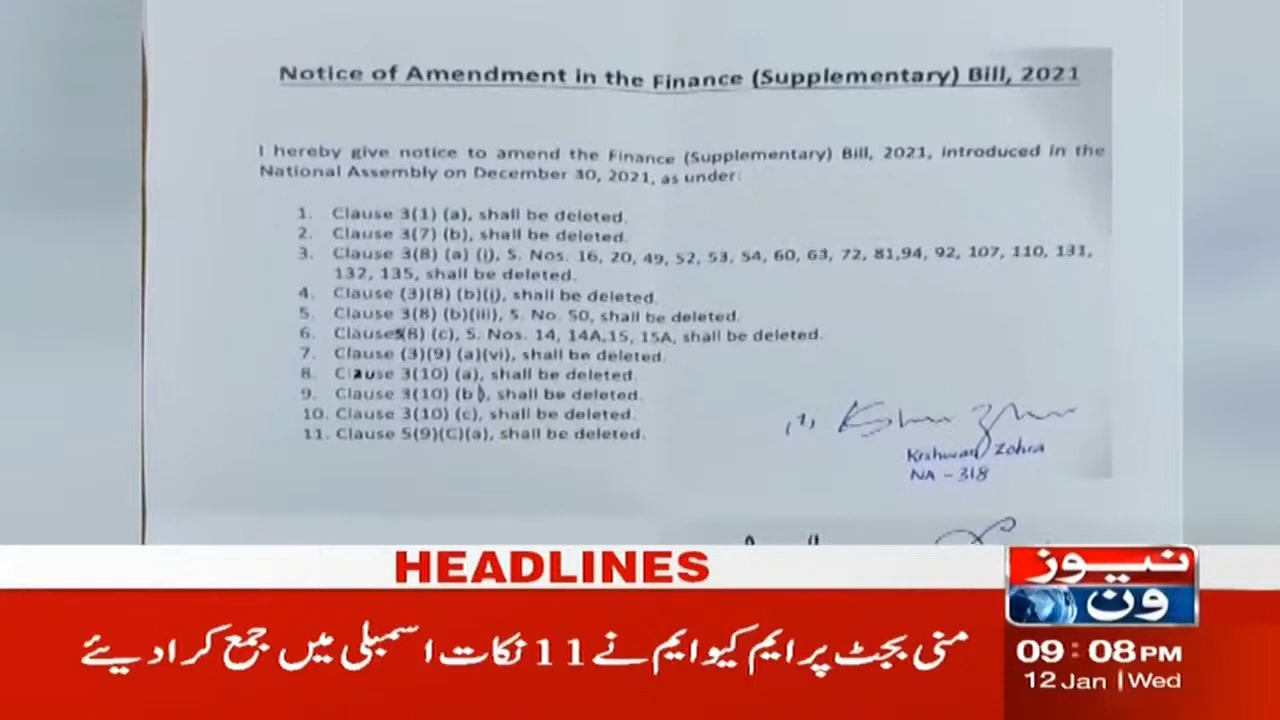 Notice of Amendment in the Finance (Supplementary) Bill, 2021
I hereby give notice to amend the Finance (Supplementary) Bill, 2021, introduced in the
National Assembly on December 30, 2021, as under:
1. Clause 3(1) (a), shall be deleted.
2. Clause 3(7) (b), shall be deleted.
3. Clause 3(8) (a) (i), S. Nos. 16, 20, 49, 52, 53, 54, 60, 63, 72, 81,94, 92, 107, 110, 131,
132, 135, shall be deleted.
4. Clause (3)(8) (b)(i), shall be deleted.
5. Clause 3(8) (b)(iii), S. No. 50, shall be deleted.
6. Clause (8) (c), S. Nos. 14, 14A,15, 15A, shall be deleted.
7. Clause (3)(9) (a)(vi), shall be deleted.
8. Clause 3(10) (a), shall be deleted.
9. Clause 3(10) (b), shall be deleted.
10. Clause 3(10) (c), shall be deleted.
11. Clause 5(9)(C)(a), shall be deleted.
Zohra
NA - 318
HEADLINES
نیوز
ون
منی بجٹ پر ایم کیو ایم نے 11 نکات اسمبلی میں جمع کرا دیئے
09:08PM
12 Jan | Wed